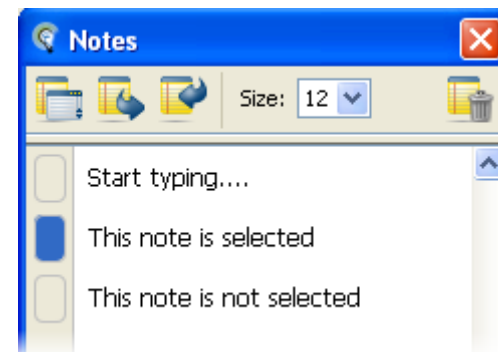 Notes
Size: 12
Start typing....
This note is selected
This note is not selected